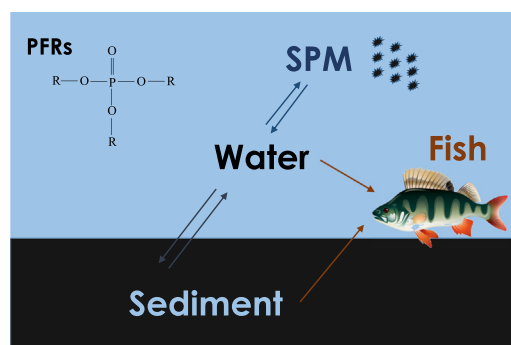 PFRs
SPM
O
R—O—P—O—R
O
R
Water
Fish
Sediment